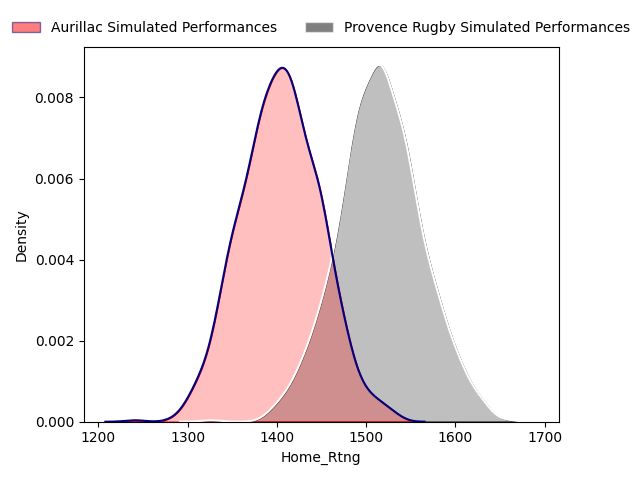 Aurillac Simulated Performances
Provence Rugby Simulated Performances
Density
0.008
0.006
0.004
0.002
0.000
1200 1300 1400 1500 1600 1700
Home_Rtng